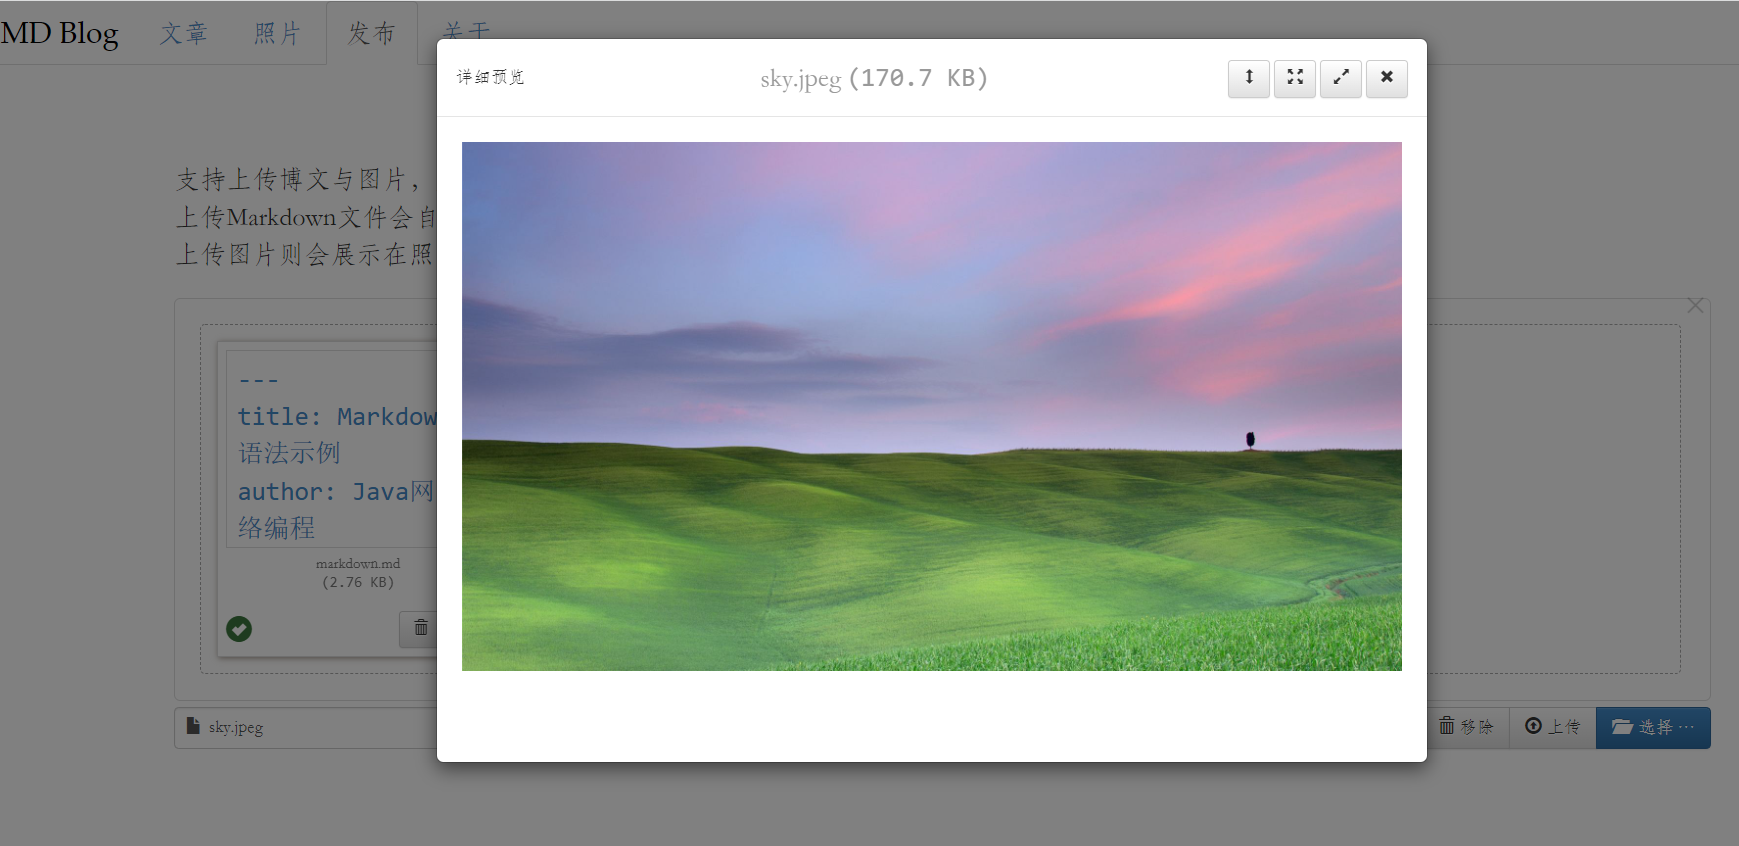 MD Blog 文章 照片 发布 关于
详细预览 sky.jpeg (170.7 KB)
支持上传博文与图片，
上传Markdown文件会自
上传图片则会展示在照
---
title: Markdow
语法示例
author: Java网
络编程
markdown.md
(2.76 KB)
sky.jpeg 移除 上传 选择 …